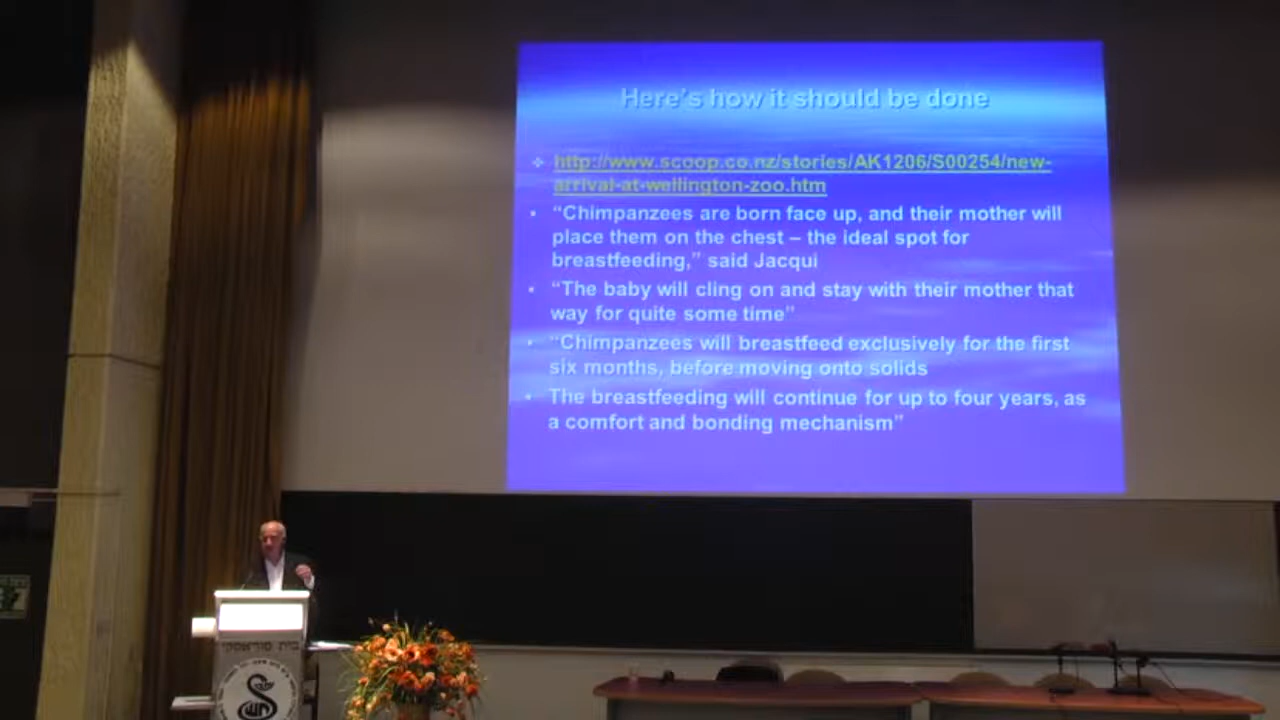 Here's how it should be done
http://www.scoop.co.nz/stories/AK1206/S00254/new-
arrival-at-wellington-zoo.htm
• "Chimpanzees are born face up, and their mother will
place them on the chest – the ideal spot for
breastfeeding," said Jacqui
• "The baby will cling on and stay with their mother that
way for quite some time"
• "Chimpanzees will breastfeed exclusively for the first
six months, before moving onto solids
• The breastfeeding will continue for up to four years, as
a comfort and bonding mechanism"
בית סוראסקי